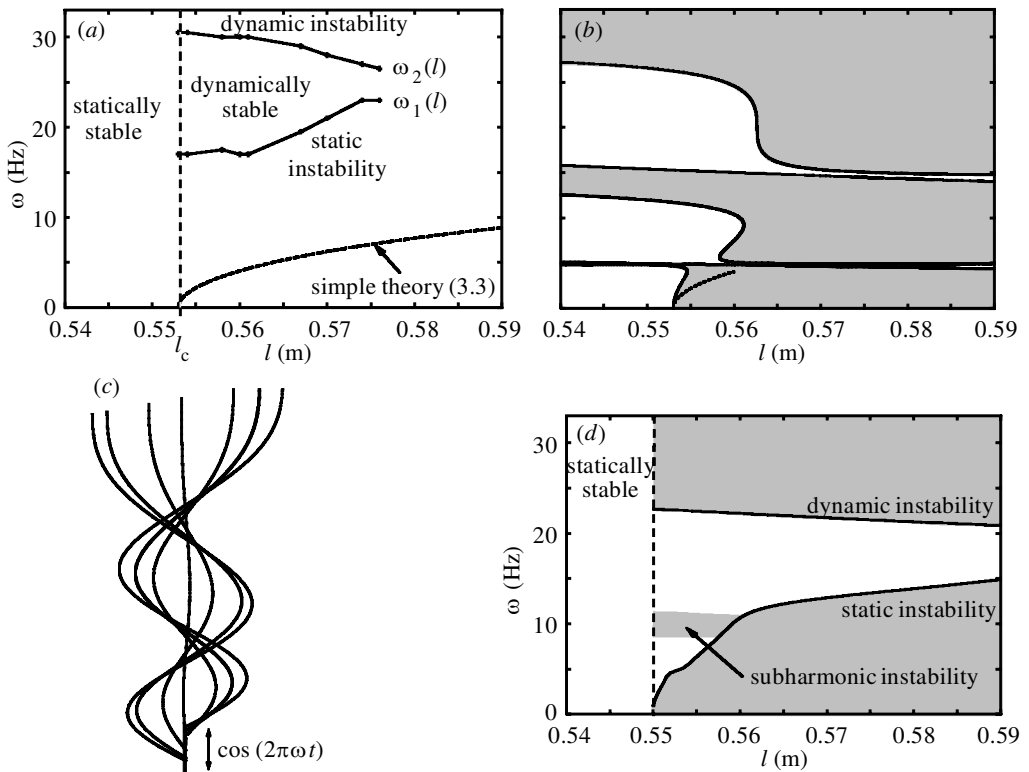 (a)
dynamic instability
ω2(l)
dynamically
stable
ω1(l)
statically
stable
static
instability
simple theory (3.3)
ω (Hz)
30
20
10
0
0.54
0.55
0.56
0.57
0.58
0.59
lc
l (m)
(b)
0.54
0.55
0.56
0.57
0.58
0.59
l (m)
(c)
cos (2πωt)
(d)
statically
stable
dynamic instability
static instability
subharmonic instability
ω (Hz)
30
20
10
0
0.54
0.55
0.56
0.57
0.58
0.59
l (m)